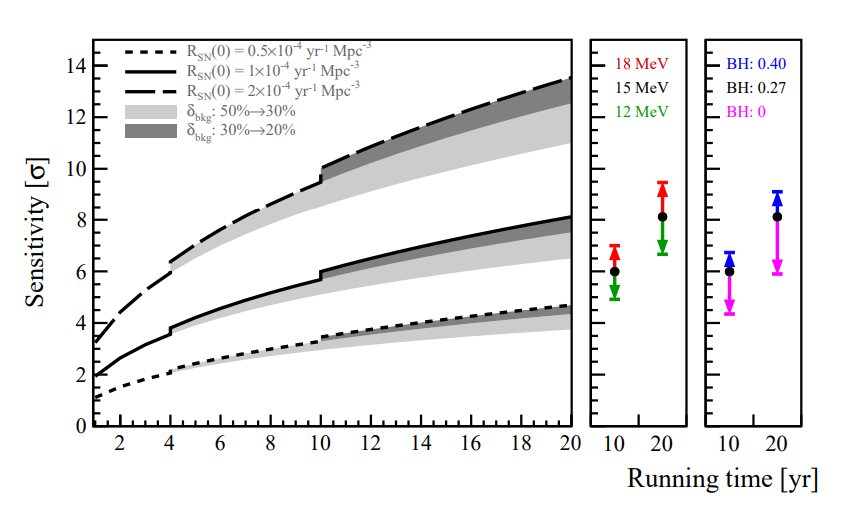 R_SN(0) = 0.5×10⁻⁴ yr⁻¹ Mpc⁻³
R_SN(0) = 1×10⁻⁴ yr⁻¹ Mpc⁻³
R_SN(0) = 2×10⁻⁴ yr⁻¹ Mpc⁻³
δ_bkg: 50%→30%
δ_bkg: 30%→20%
Sensitivity [σ]
14
12
10
8
6
4
2
0
2 4 6 8 10 12 14 16 18 20
18 MeV
15 MeV
12 MeV
10 20
BH: 0.40
BH: 0.27
BH: 0
10 20
Running time [yr]